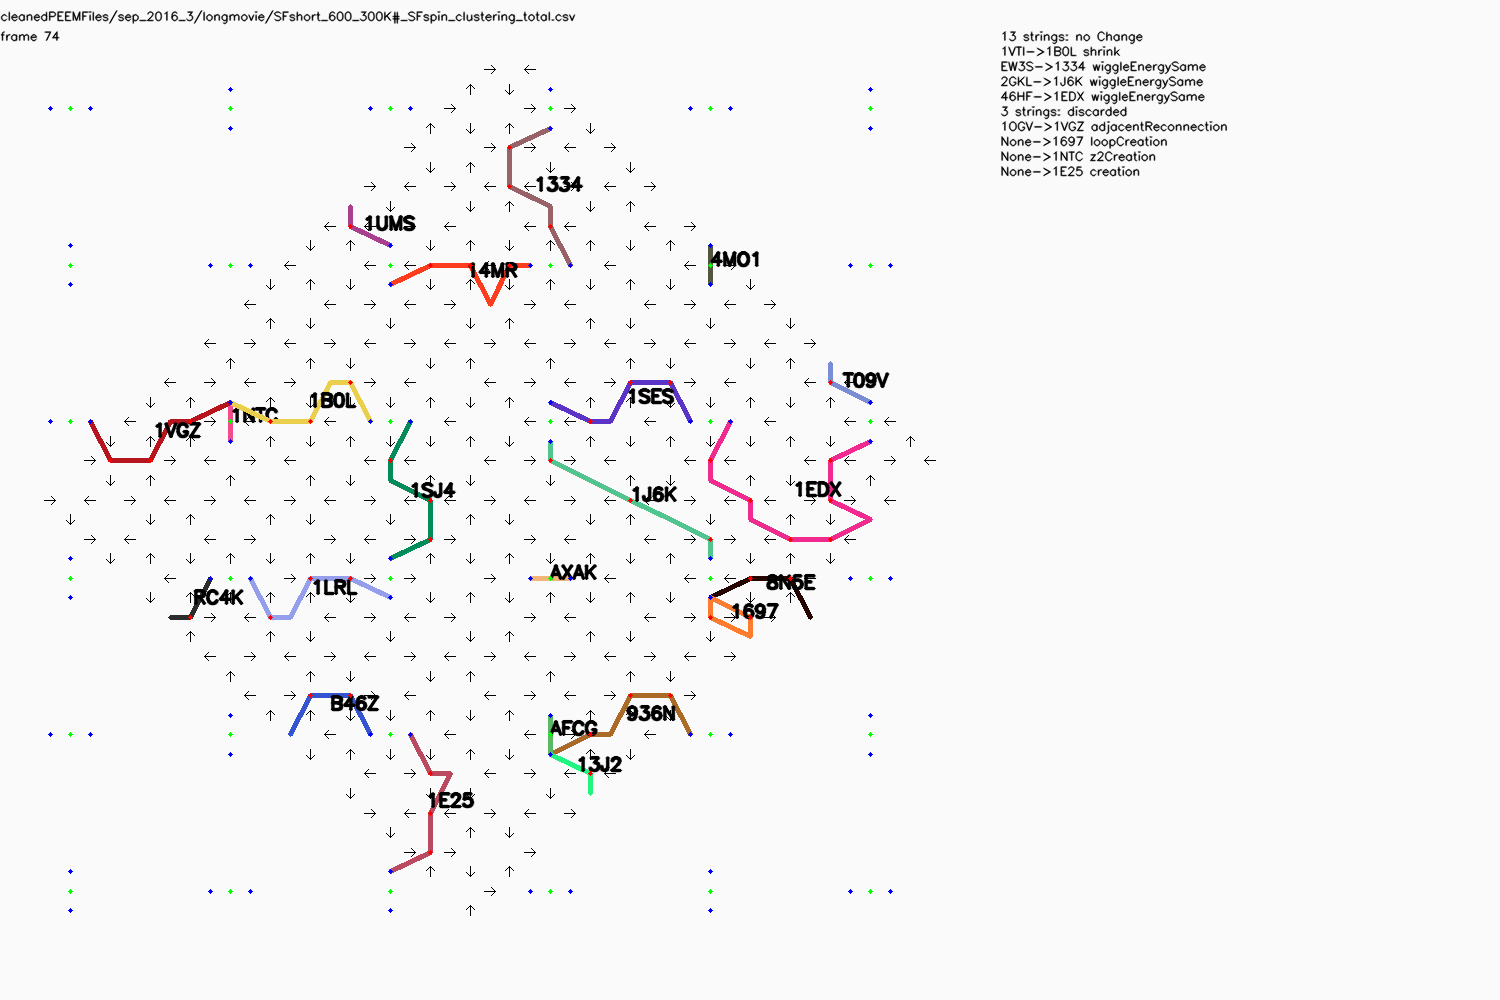 cleanedPEEMFiles/sep_2016_3/longmovie/SFshort_600_300K#_SFspin_clustering_total.csv
frame 74
13 strings: no Change
1VTI->1B0L shrink
EW3S->1334 wiggleEnergySame
2GKL->1J6K wiggleEnergySame
46HF->1EDX wiggleEnergySame
3 strings: discarded
1OGV->1VGZ adjacentReconnection
None->1697 loopCreation
None->1NTC z2Creation
None->1E25 creation
1334
1UMS
4MO1
14MR
T09V
1SES
1B0L
1NTC
1VGZ
1SJ4
1J6K
1EDX
AXAK
8N5E
1LRL
RC4K
1697
B46Z
936N
AFCG
13J2
1E25